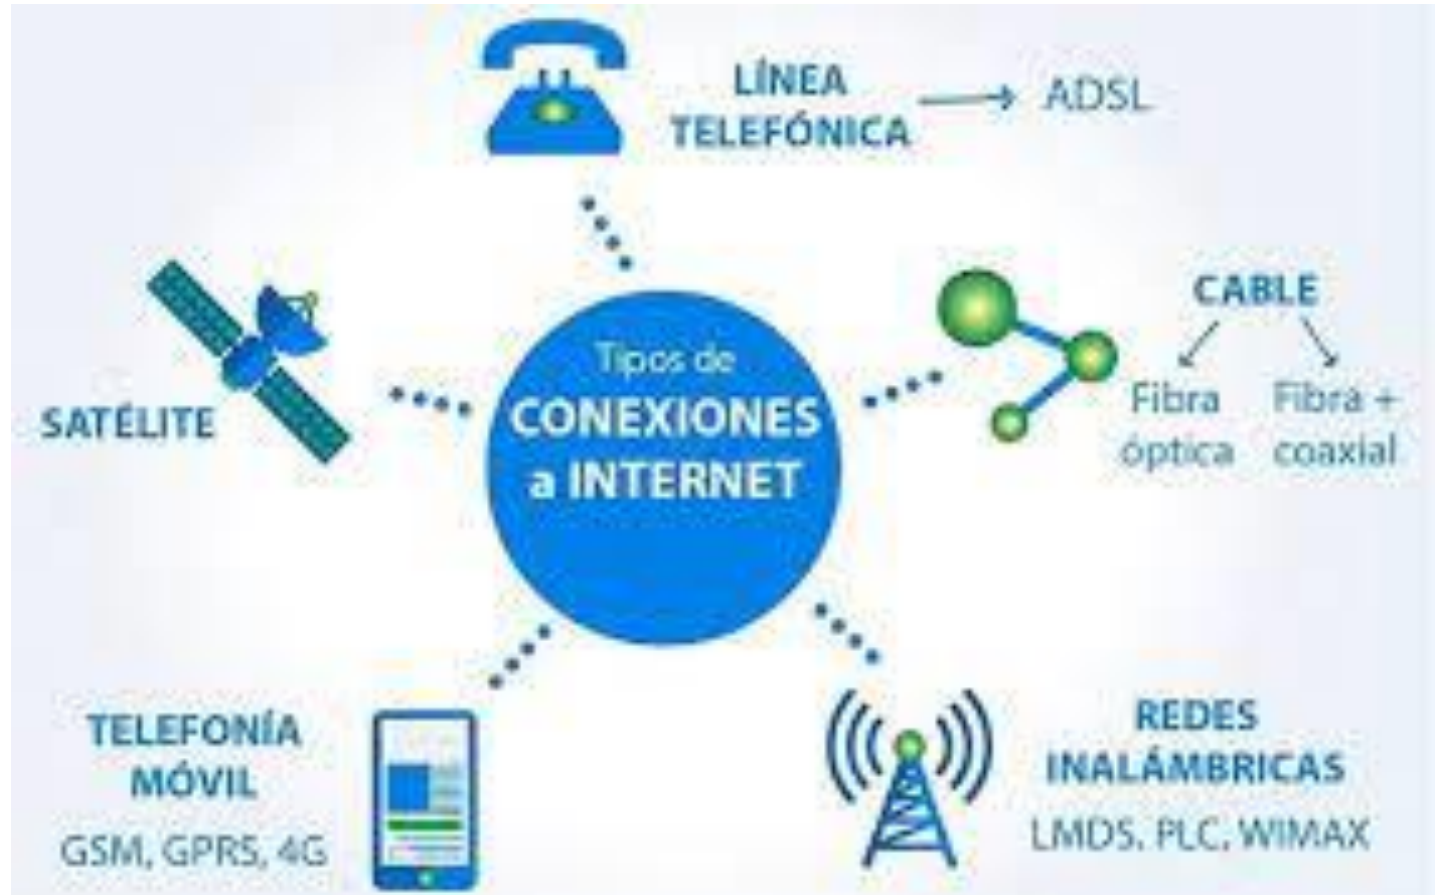 LÍNEA
TELEFÓNICA
ADSL
Tipos de
CONEXIONES
a INTERNET
CABLE
Fibra
óptica
Fibra +
coaxial
SATÉLITE
TELEFONÍA
MÓVIL
GSM, GPRS, 4G
REDES
INALÁMBRICAS
LMDS, PLC, WIMAX